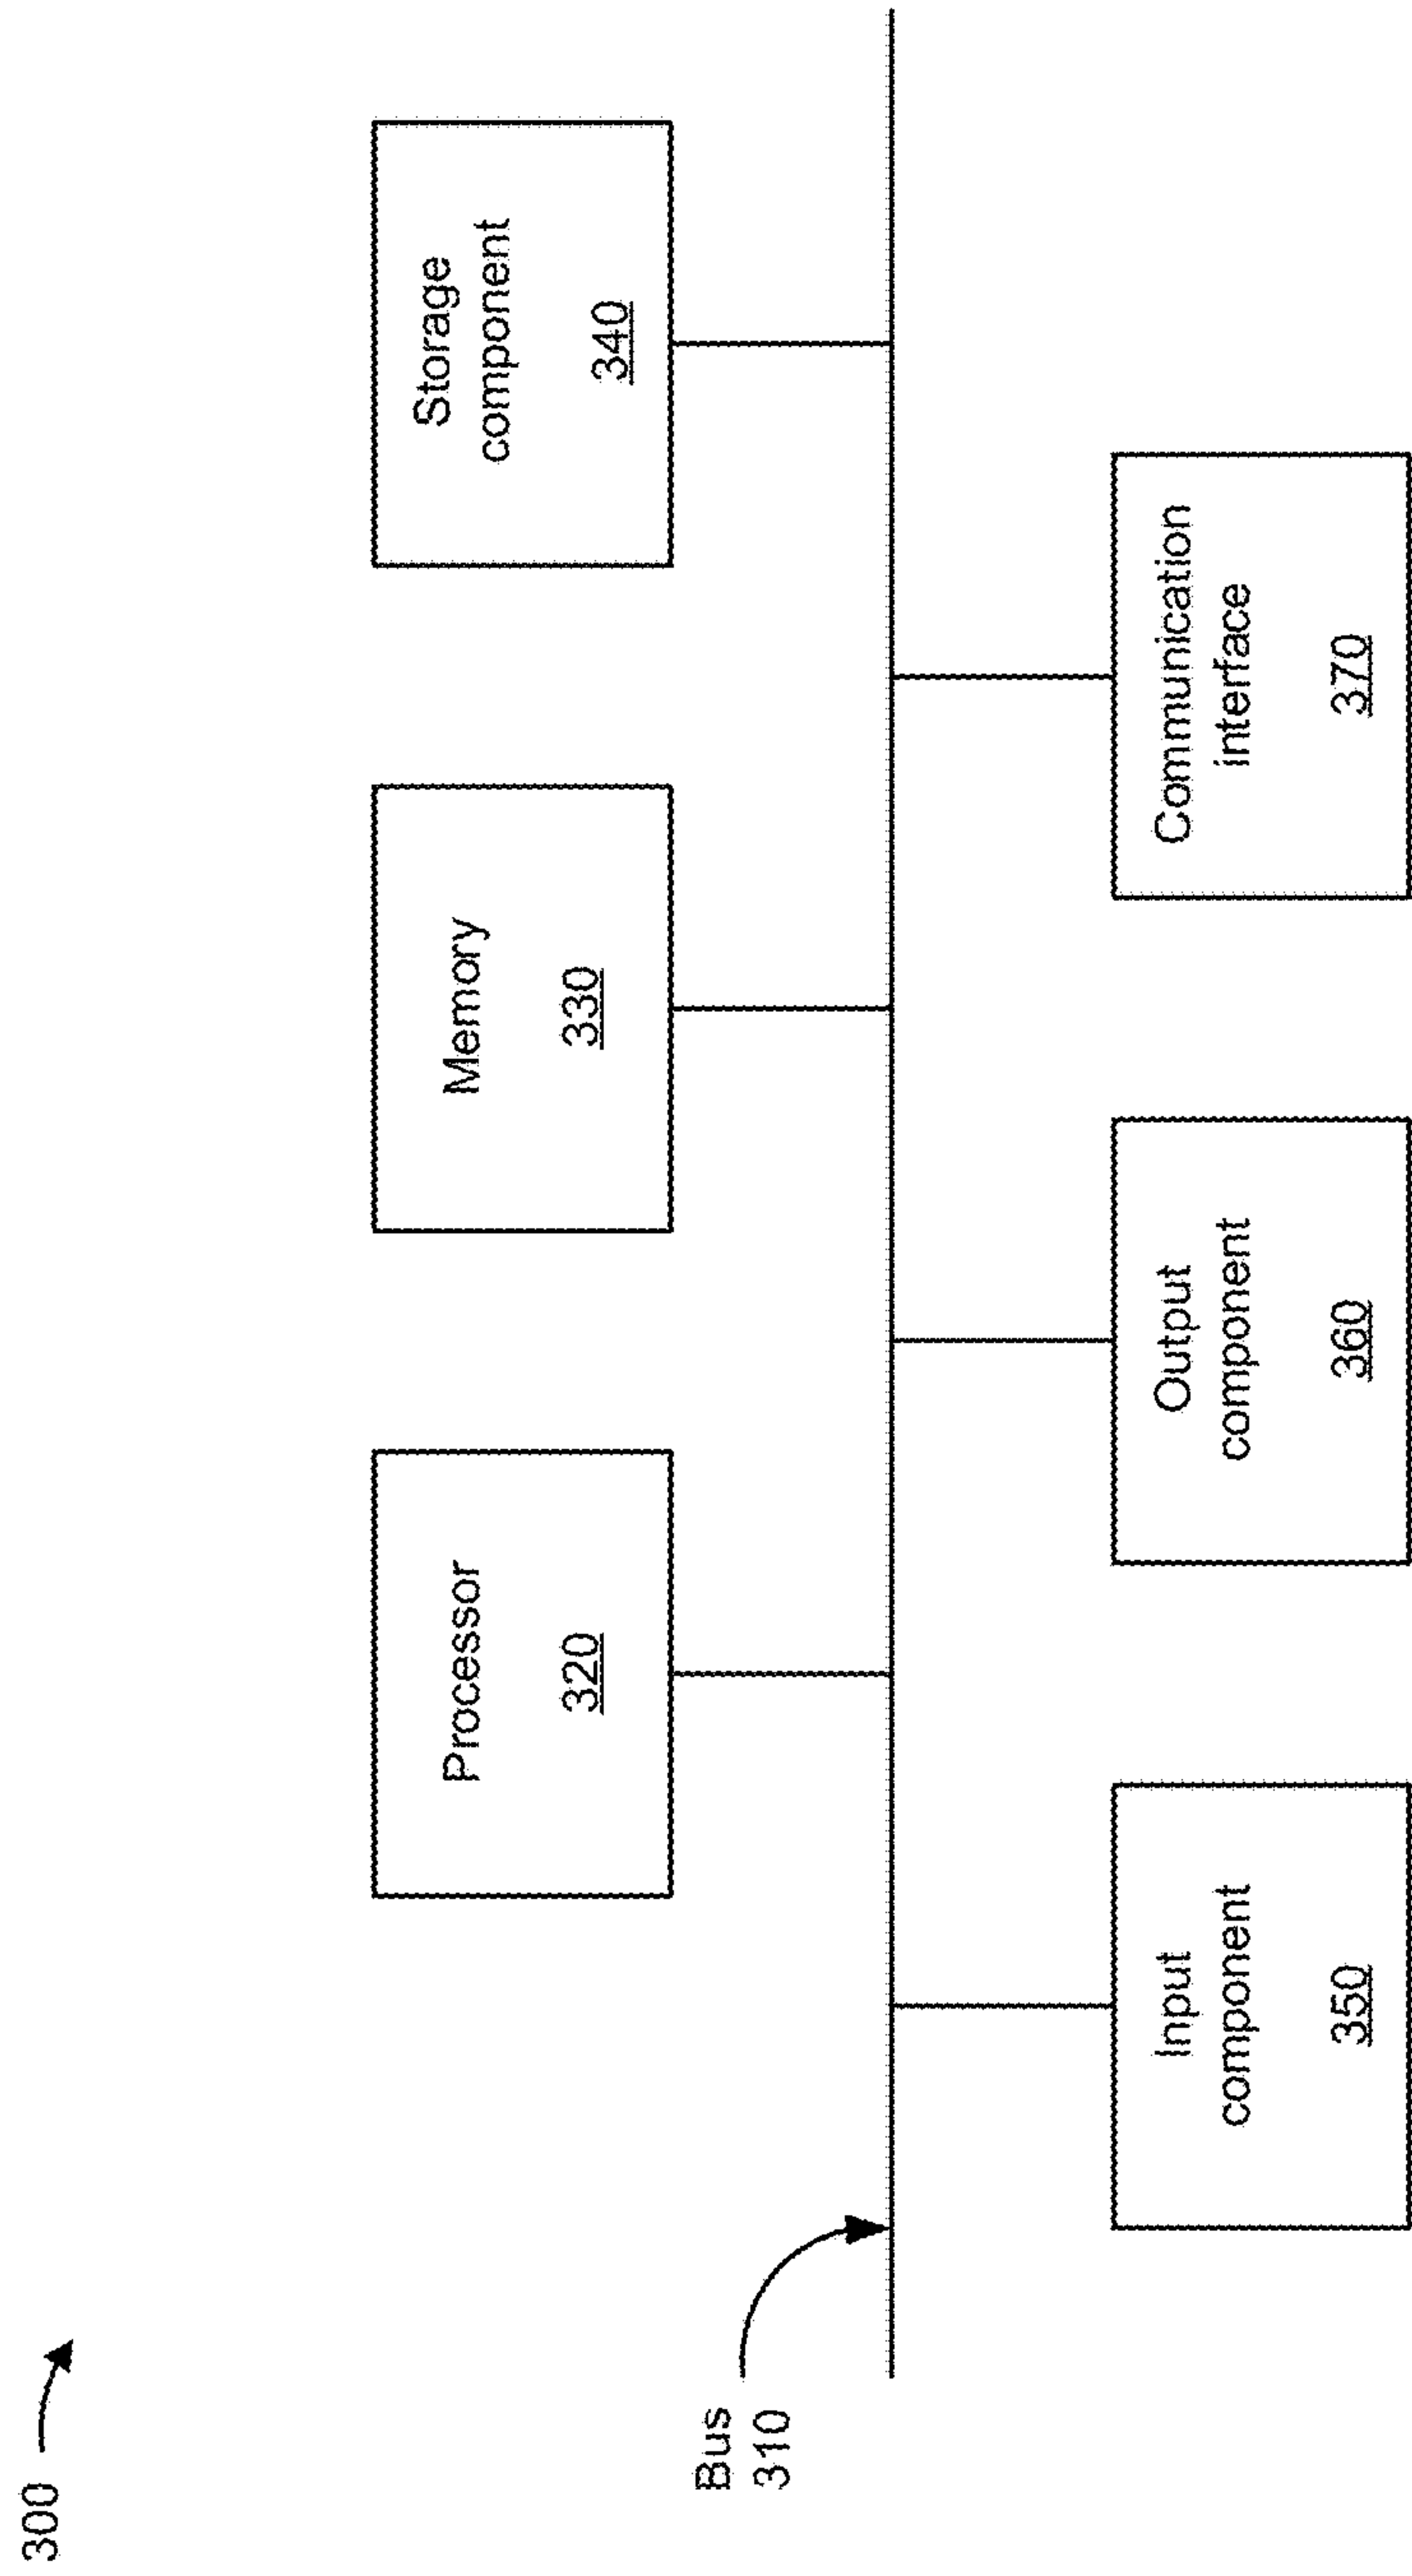 300
Bus
310
Processor
320
Memory
330
Storage
component
340
Input
component
350
Output
component
360
Communication
interface
370